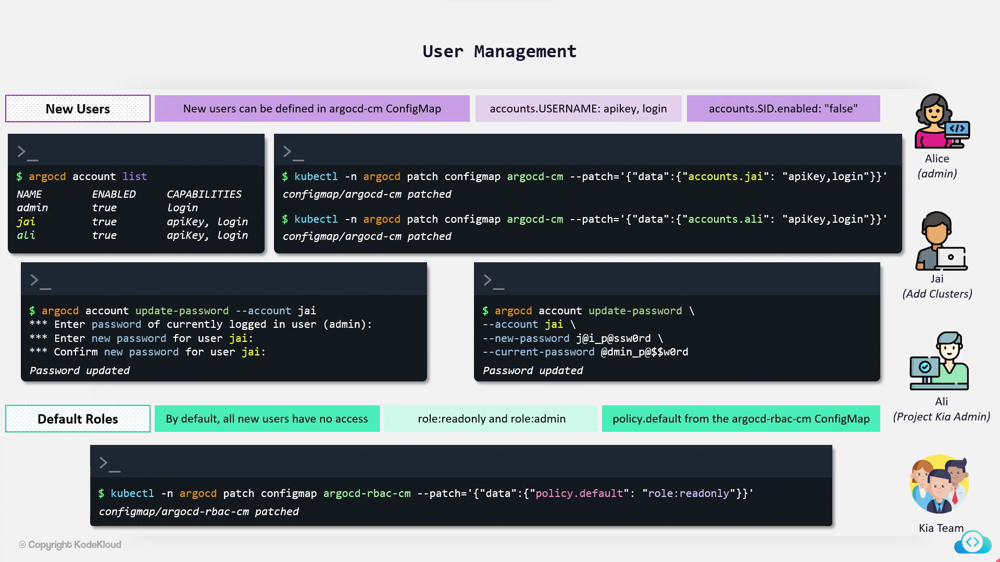 User Management
New Users
New users can be defined in argocd-cm ConfigMap
accounts.USERNAME: apikey, login
accounts.SID.enabled: "false"
>_
$ argocd account list
NAME ENABLED CAPABILITIES
admin true login
jai true apiKey, login
ali true apiKey, login
>_
$ kubectl -n argocd patch configmap argocd-cm --patch='{"data":{"accounts.jai": "apiKey,login"}}'
configmap/argocd-cm patched
$ kubectl -n argocd patch configmap argocd-cm --patch='{"data":{"accounts.ali": "apiKey,login"}}'
configmap/argocd-cm patched
Alice
(admin)
Jai
(Add Clusters)
>_
$ argocd account update-password --account jai
*** Enter password of currently logged in user (admin):
*** Enter new password for user jai:
*** Confirm new password for user jai:
Password updated
>_
$ argocd account update-password \
--account jai \
--new-password j@i_p@ssw0rd \
--current-password @dmin_p@$$w0rd
Password updated
Ali
(Project Kia Admin)
Default Roles
By default, all new users have no access
role:readonly and role:admin
policy.default from the argocd-rbac-cm ConfigMap
>_
$ kubectl -n argocd patch configmap argocd-rbac-cm --patch='{"data":{"policy.default": "role:readonly"}}'
configmap/argocd-rbac-cm patched
Kia Team
© Copyright KodeKloud